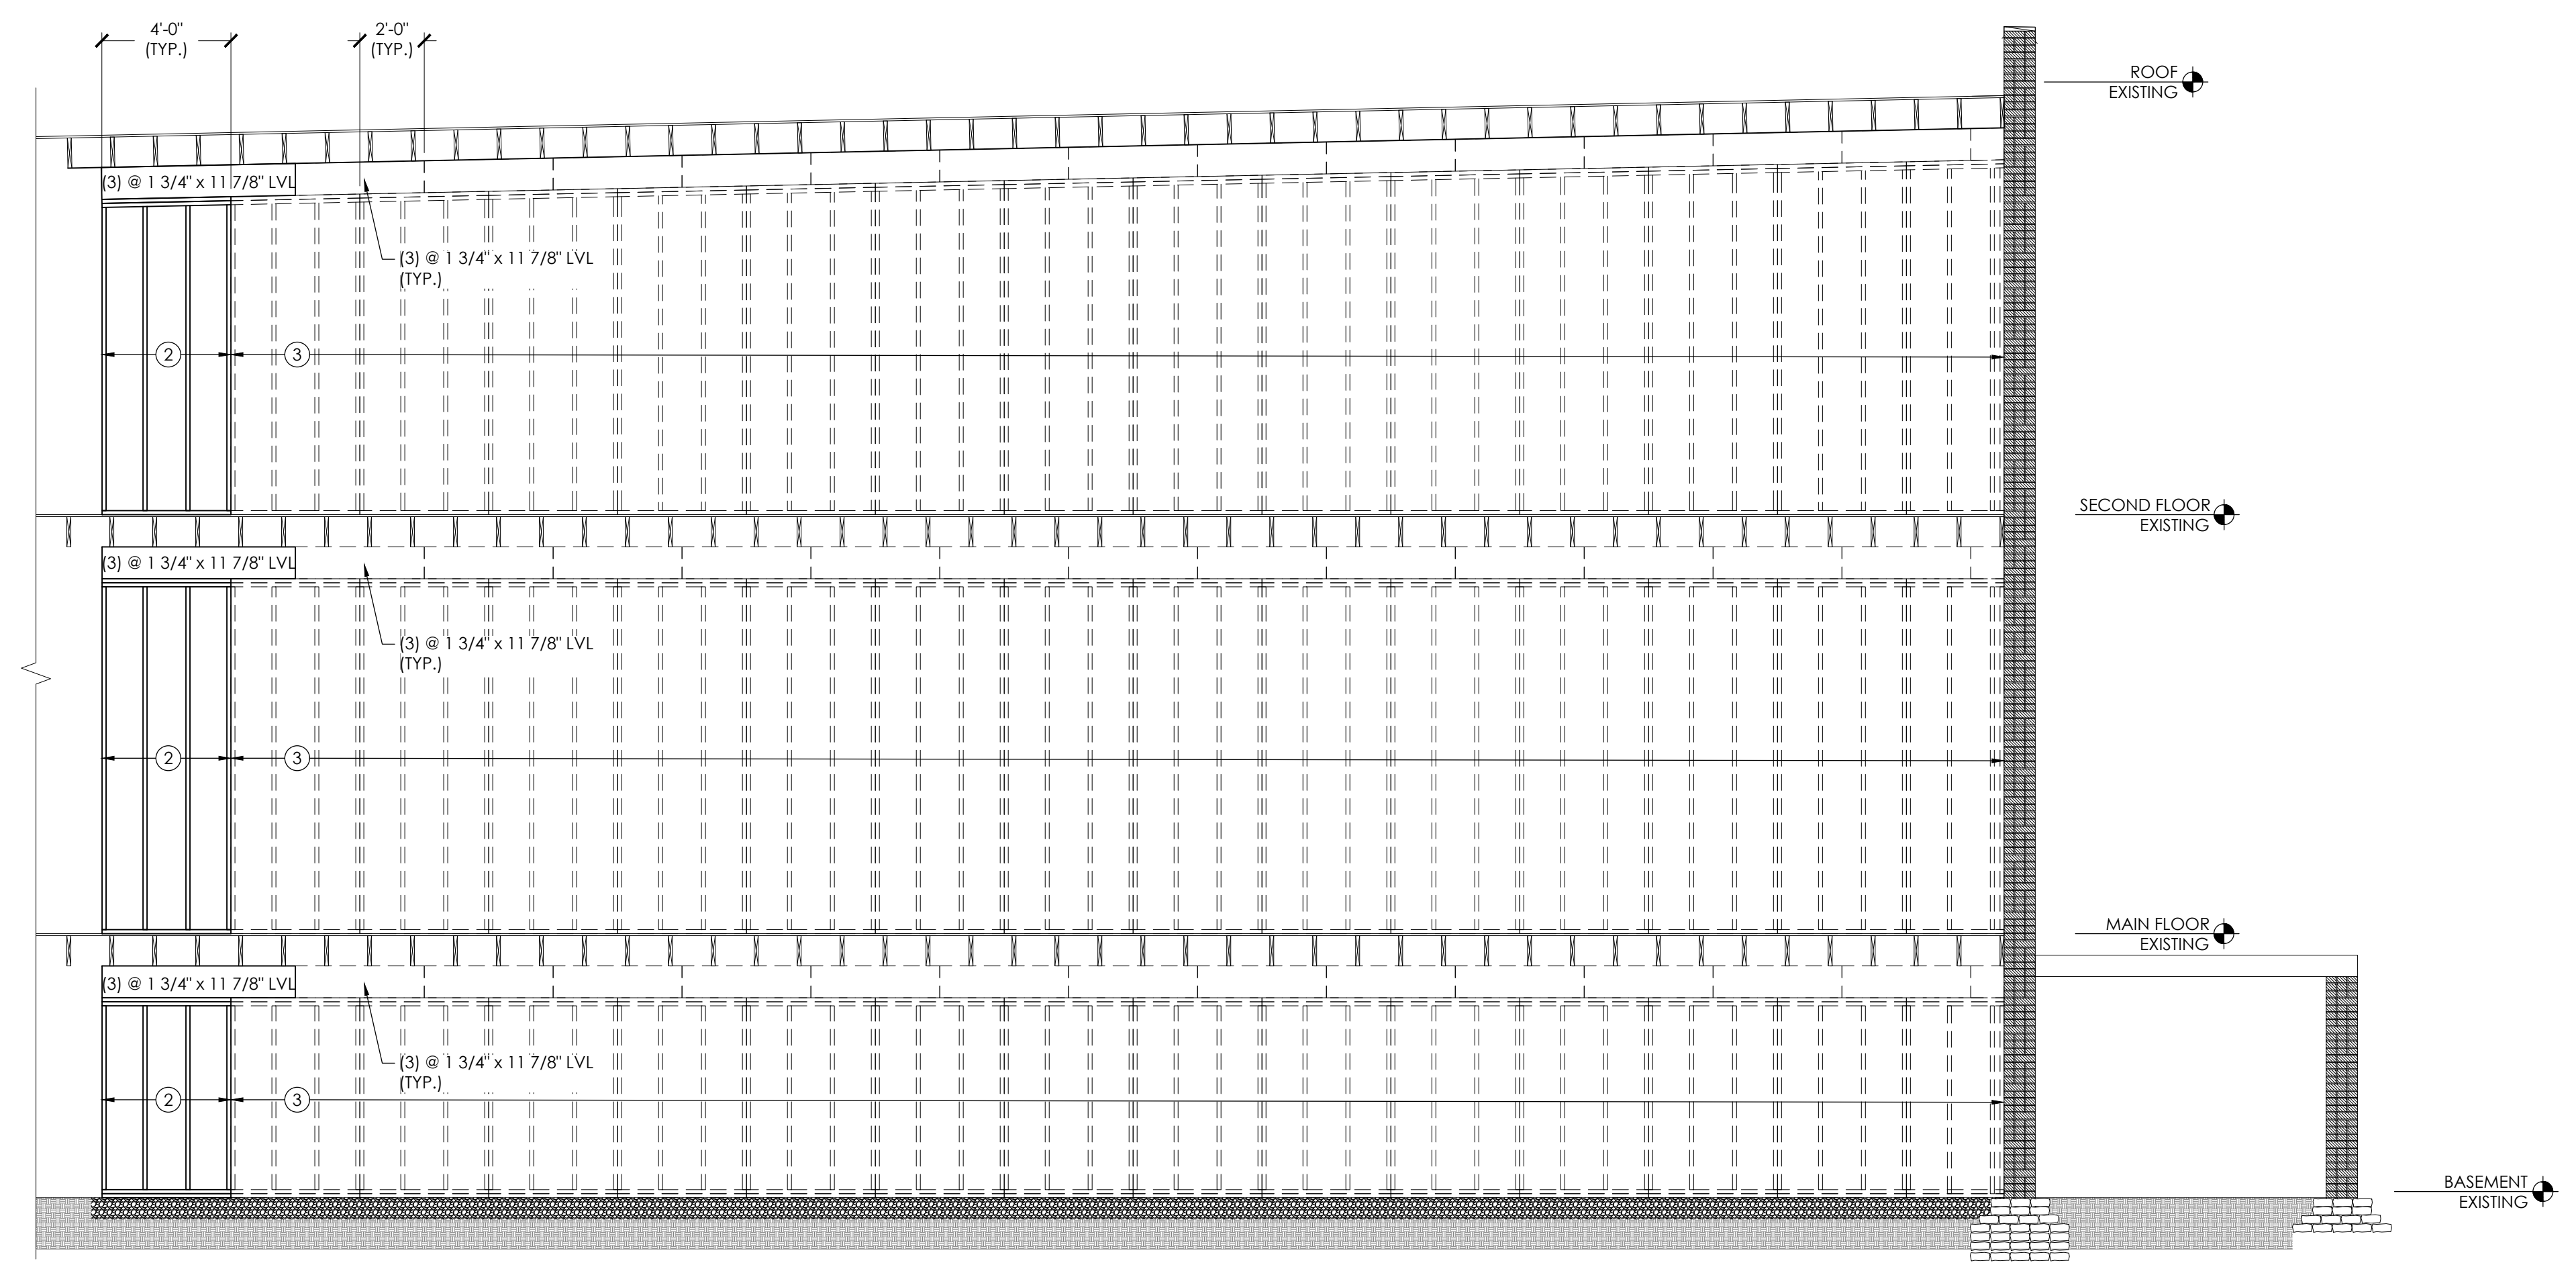 4'-0"
(TYP.)
2'-0"
(TYP.)
ROOF
EXISTING
(3) @ 1 3/4" x 11 7/8" LVL
(3) @ 1 3/4" x 11 7/8" LVL
(TYP.)
2
3
SECOND FLOOR
EXISTING
(3) @ 1 3/4" x 11 7/8" LVL
(3) @ 1 3/4" x 11 7/8" LVL
(TYP.)
2
3
MAIN FLOOR
EXISTING
(3) @ 1 3/4" x 11 7/8" LVL
(3) @ 1 3/4" x 11 7/8" LVL
(TYP.)
2
3
BASEMENT
EXISTING